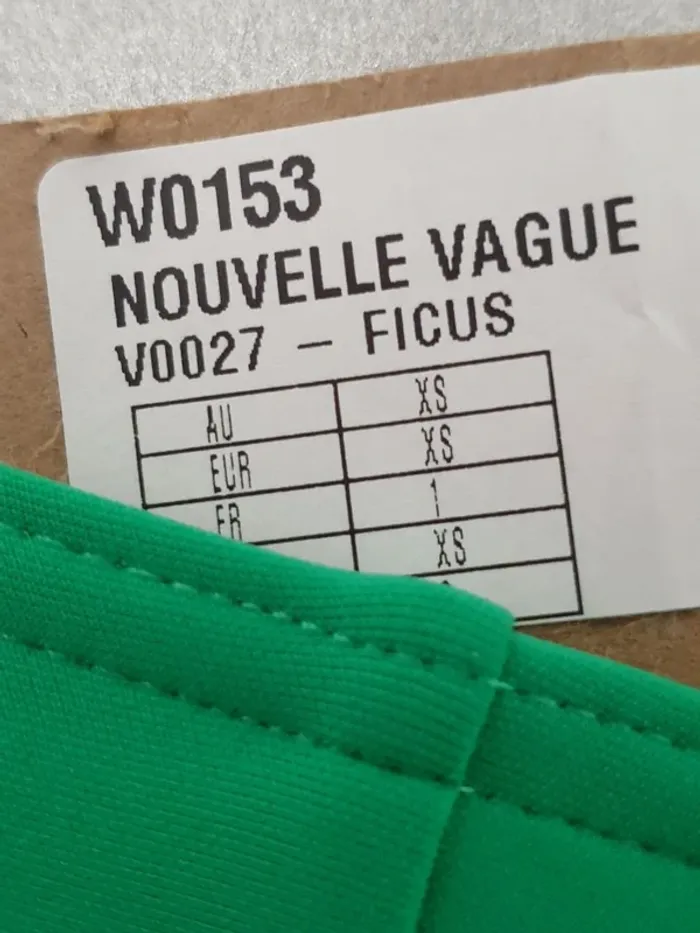 W0153
NOUVELLE VAGUE
V0027 – FICUS
AU XS
EUR XS
FR 1
XS